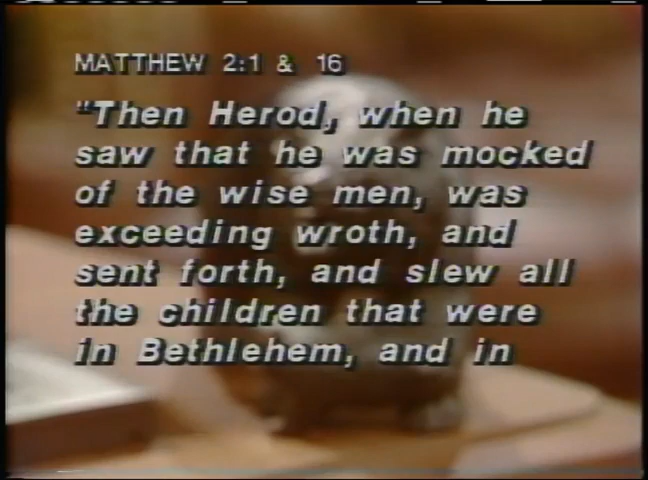 MATTHEW 2:1 & 16
"Then Herod, when he
saw that he was mocked
of the wise men, was
exceeding wroth, and
sent forth, and slew all
the children that were
in Bethlehem, and in